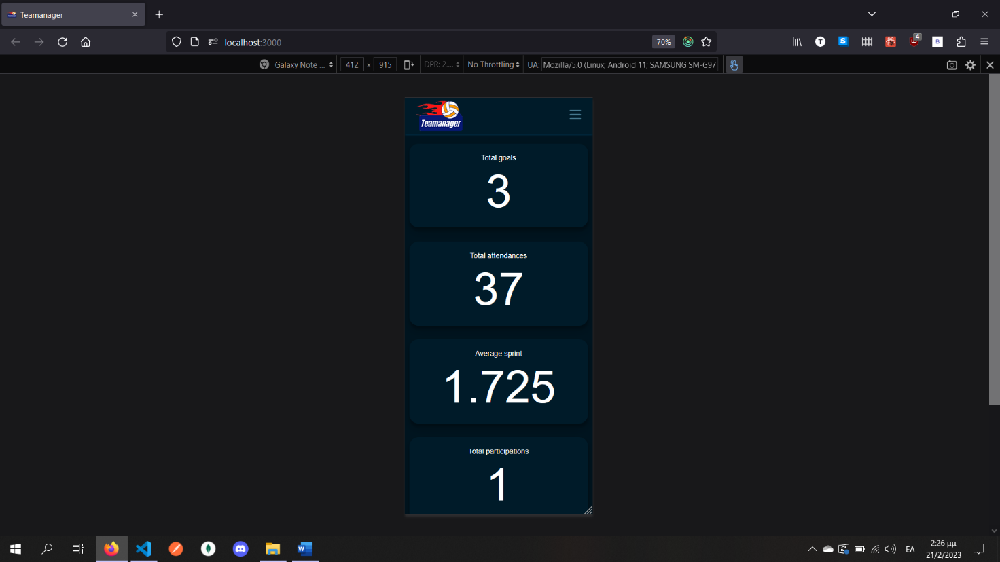 Teamanager
localhost:3000
70%
4
Galaxy Note ...
412 × 915
DPR: 2....
No Throttling
UA: Mozilla/5.0 (Linux; Android 11; SAMSUNG SM-G97
Teamanager
Total goals
3
Total attendances
37
Average sprint
1.725
Total participations
1
ΕΛ
2:26 μμ
21/2/2023